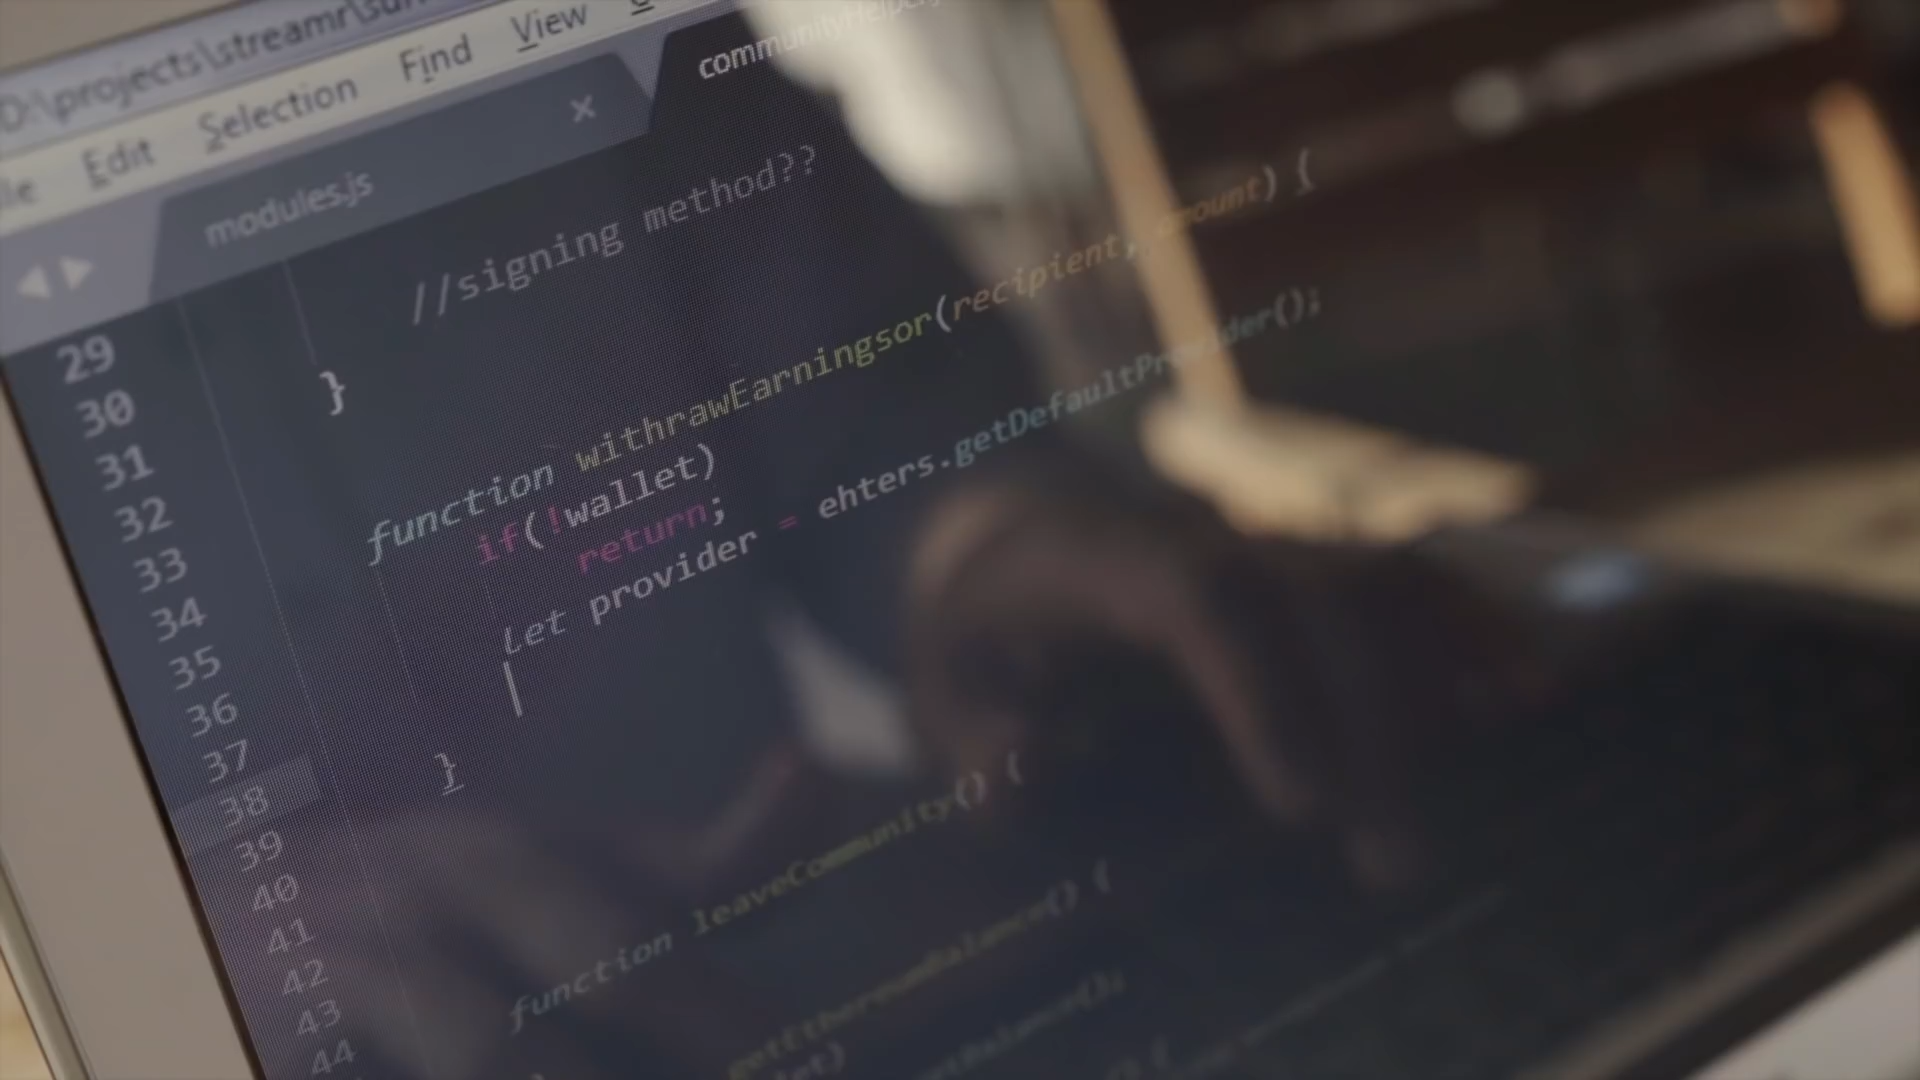 D:\projects\streamr\
Edit Selection Find View
modules.js ×
//signing method??
29
30 }
31
32 function withrawEarningsor(recipient, amount) {
33 if(!wallet)
34 return;
35 let provider = ehters.getDefaultProvider();
36
37 }
38
39
40 function leaveCommunity() {
41
42 getEthereumBalance() {
43
44